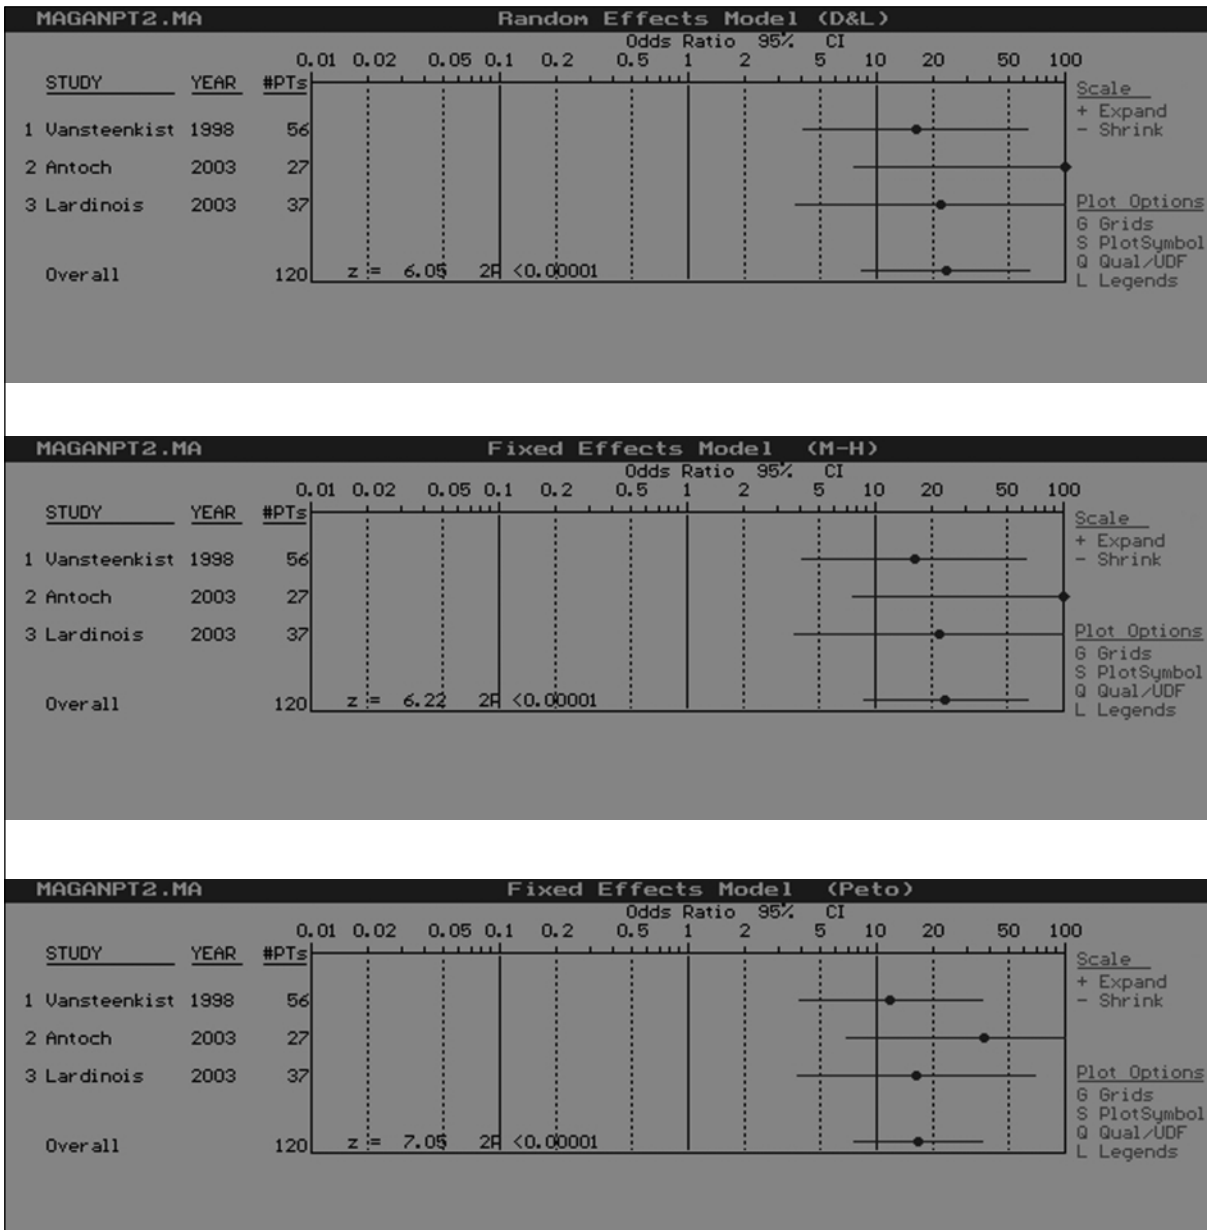 MAGANPT2.MA Random Effects Model (D&L)
Odds Ratio 95% CI
0.01 0.02 0.05 0.1 0.2 0.5 1 2 5 10 20 50 100
STUDY YEAR #PTs
Scale
+ Expand
1 Vansteenkist 1998 56
- Shrink
2 Antoch 2003 27
3 Lardinois 2003 37
Plot Options
G Grids
S PlotSymbol
Q Qual/UDF
Overall 120 z = 6.05 2P <0.00001
L Legends
MAGANPT2.MA Fixed Effects Model (M-H)
Odds Ratio 95% CI
0.01 0.02 0.05 0.1 0.2 0.5 1 2 5 10 20 50 100
STUDY YEAR #PTs
Scale
+ Expand
1 Vansteenkist 1998 56
- Shrink
2 Antoch 2003 27
3 Lardinois 2003 37
Plot Options
G Grids
S PlotSymbol
Q Qual/UDF
Overall 120 z = 6.22 2P <0.00001
L Legends
MAGANPT2.MA Fixed Effects Model (Peto)
Odds Ratio 95% CI
0.01 0.02 0.05 0.1 0.2 0.5 1 2 5 10 20 50 100
STUDY YEAR #PTs
Scale
+ Expand
1 Vansteenkist 1998 56
- Shrink
2 Antoch 2003 27
3 Lardinois 2003 37
Plot Options
G Grids
S PlotSymbol
Q Qual/UDF
Overall 120 z = 7.05 2P <0.00001
L Legends